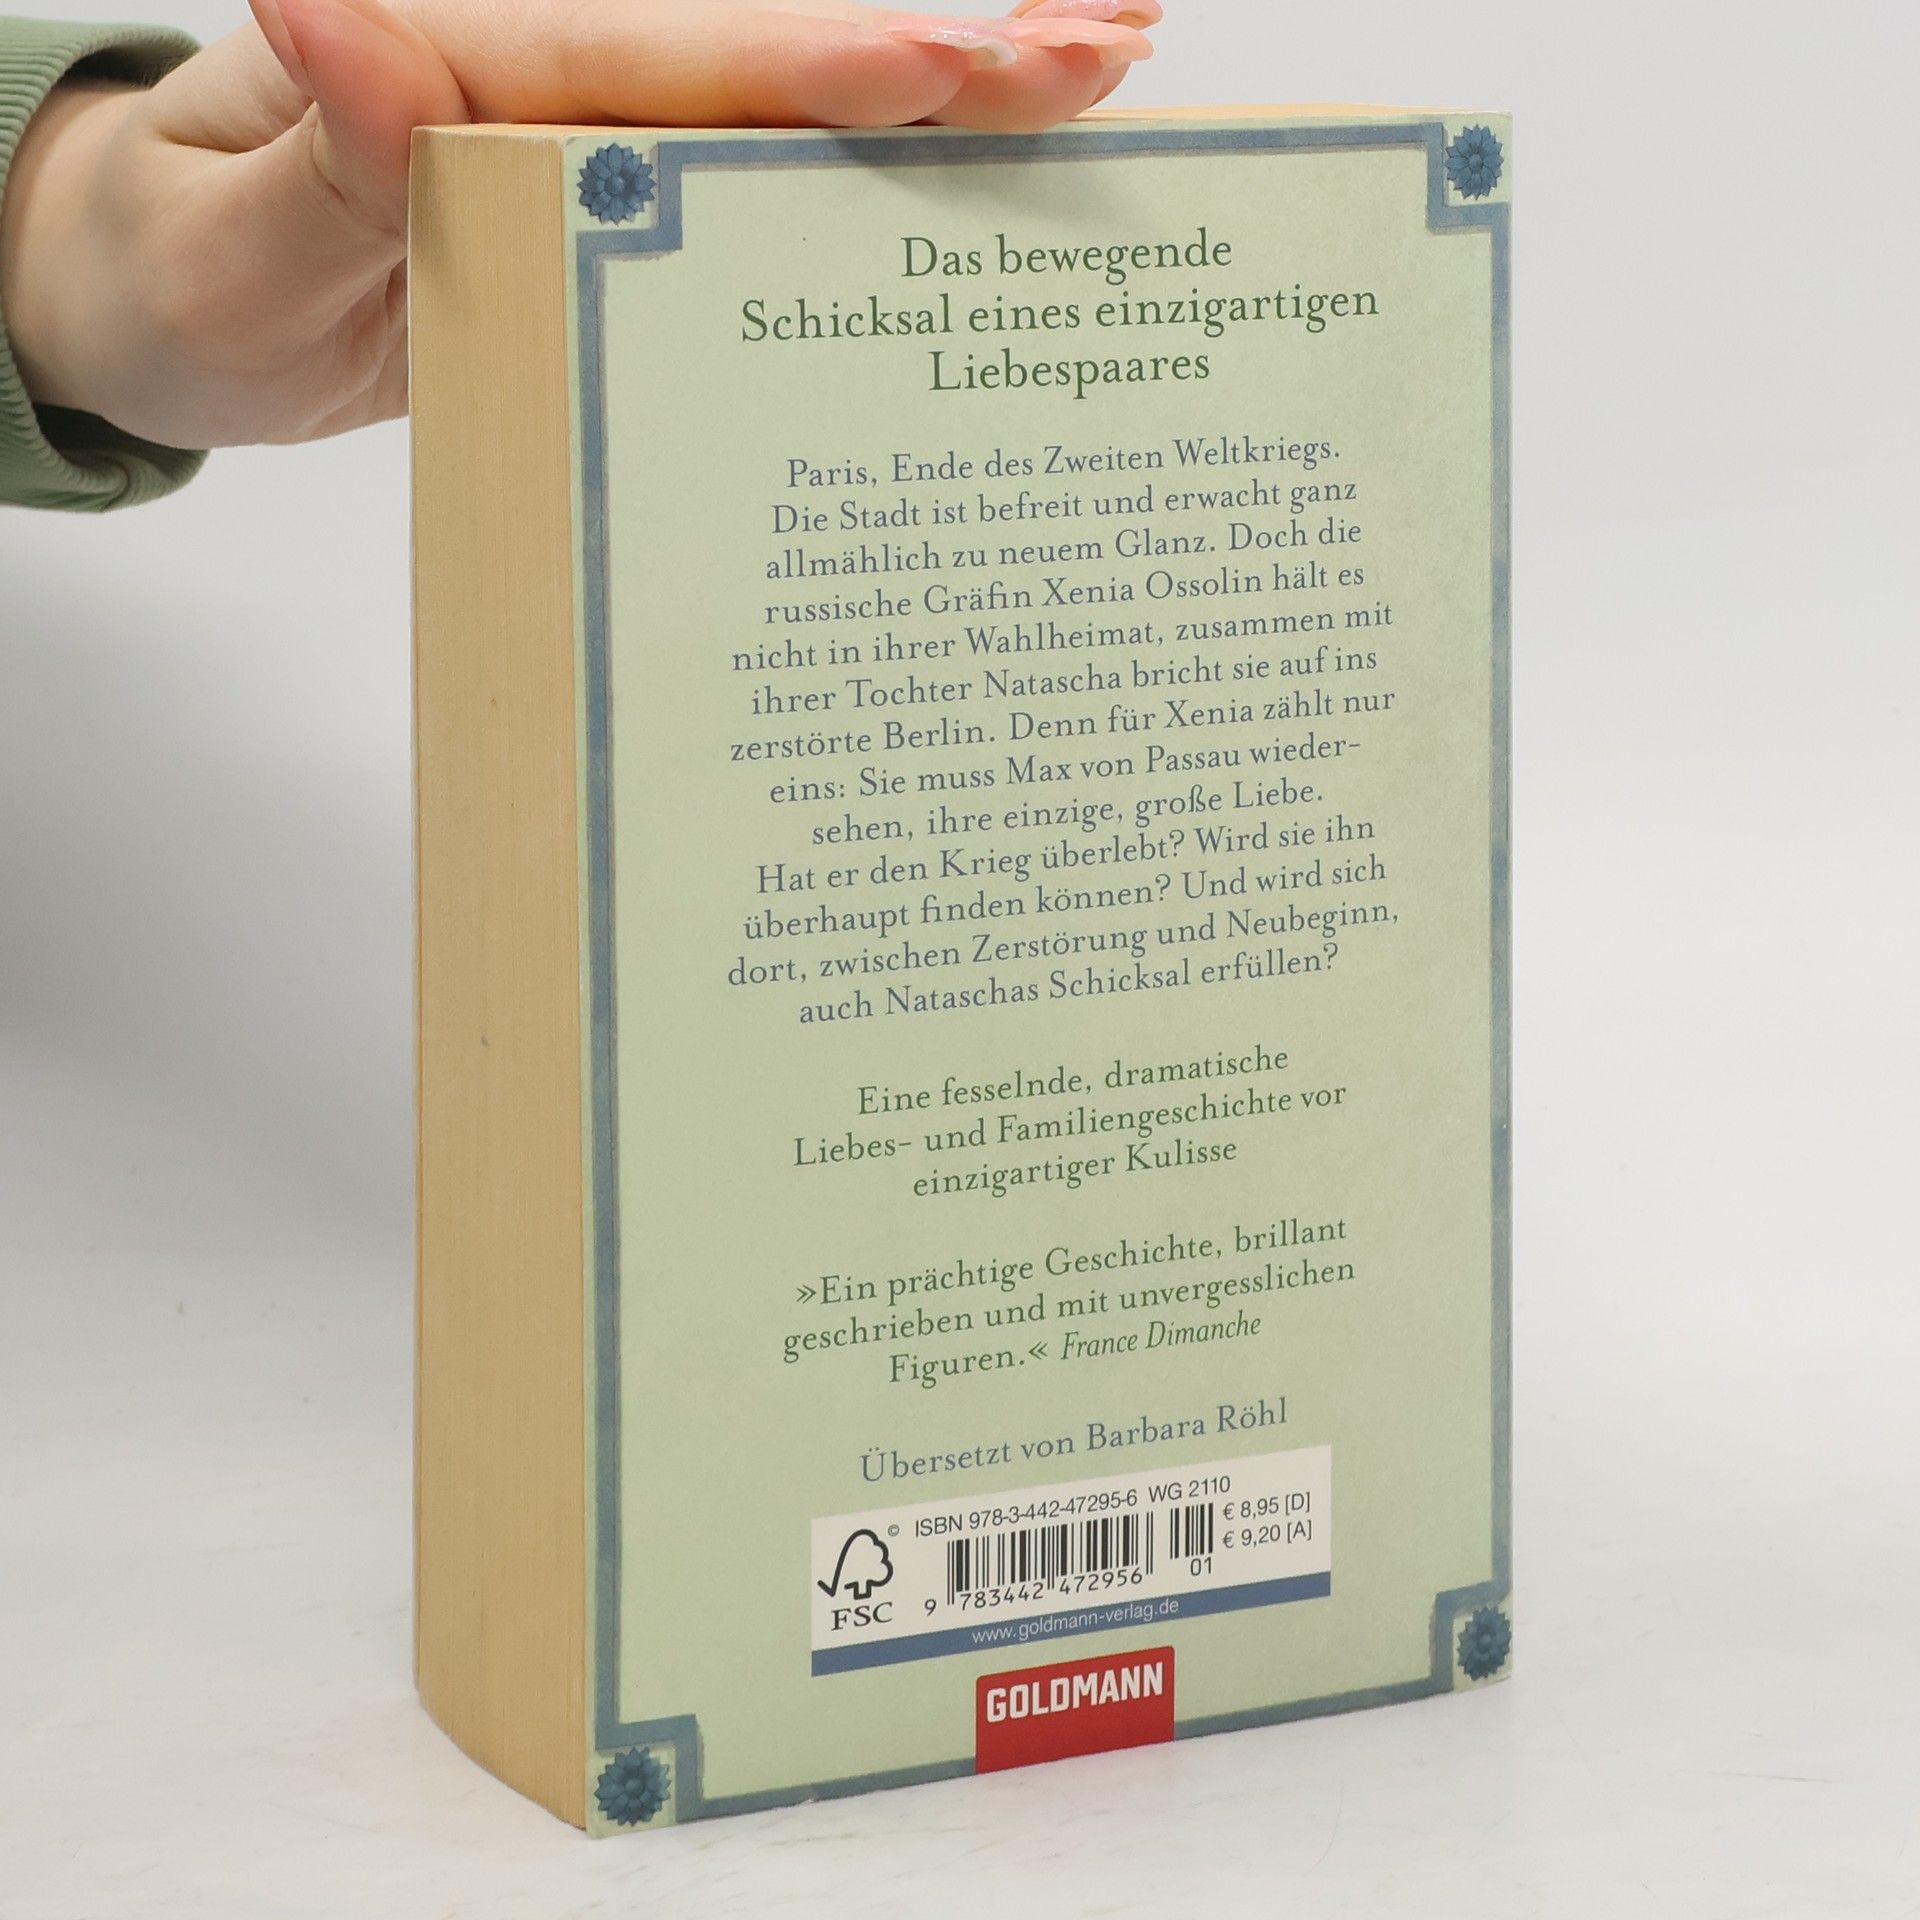 Das bewegende
Schicksal eines einzigartigen
Liebespaares
Paris, Ende des Zweiten Weltkriegs.
Die Stadt ist befreit und erwacht ganz
allmählich zu neuem Glanz. Doch die
russische Gräfin Xenia Ossolin hält es
nicht in ihrer Wahlheimat, zusammen mit
ihrer Tochter Natascha bricht sie auf ins
zerstörte Berlin. Denn für Xenia zählt nur
eins: Sie muss Max von Passau wieder-
sehen, ihre einzige, große Liebe.
Hat er den Krieg überlebt? Wird sie ihn
überhaupt finden können? Und wird sich
dort, zwischen Zerstörung und Neubeginn,
auch Nataschas Schicksal erfüllen?
Eine fesselnde, dramatische
Liebes- und Familiengeschichte vor
einzigartiger Kulisse
»Ein prächtige Geschichte, brillant
geschrieben und mit unvergesslichen
Figuren.« France Dimanche
Übersetzt von Barbara Röhl
ISBN 978-3-442-47295-6 WG 2110
€ 8,95 [D]
€ 9,20 [A]
©
FSC
9 783442 472956
01
www.goldmann-verlag.de
GOLDMANN